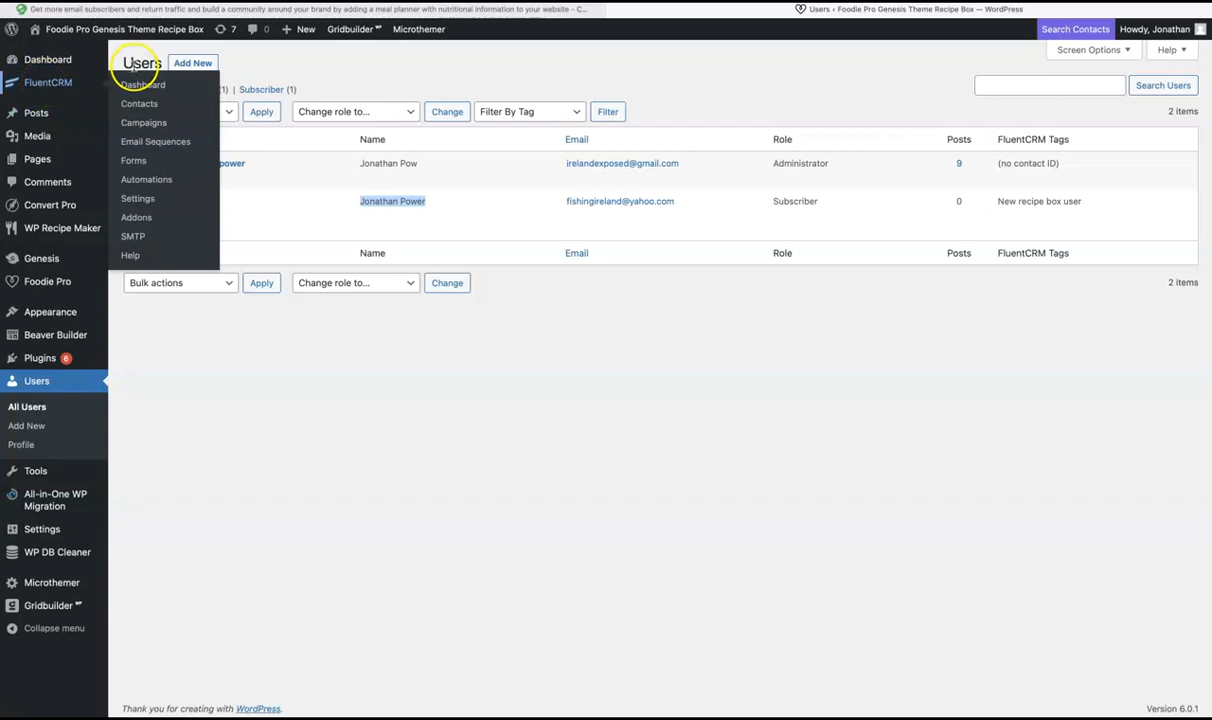 Get more email subscribers and return traffic and build a community around your brand by adding a meal planner with nutritional information to your website - C...
Users ‹ Foodie Pro Genesis Theme Recipe Box — WordPress
Foodie Pro Genesis Theme Recipe Box 7 0 New Gridbuilder ᵂᴾ Microthemer Search Contacts Howdy, Jonathan
Screen Options Help
Dashboard
FluentCRM
Posts
Media
Pages
Comments
Convert Pro
WP Recipe Maker
Genesis
Foodie Pro
Appearance
Beaver Builder
Plugins 6
Users
All Users
Add New
Profile
Tools
All-in-One WP
Migration
Settings
WP DB Cleaner
Microthemer
Gridbuilder ᵂᴾ
Collapse menu
Dashboard
Contacts
Campaigns
Email Sequences
Forms
Automations
Settings
Addons
SMTP
Help
Users Add New
(1) | Subscriber (1)
Search Users
Apply Change role to... Change Filter By Tag Filter 2 items
Name Email Role Posts FluentCRM Tags
power Jonathan Pow irelandexposed@gmail.com Administrator 9 (no contact ID)
Jonathan Power fishingireland@yahoo.com Subscriber 0 New recipe box user
Name Email Role Posts FluentCRM Tags
Bulk actions Apply Change role to... Change 2 items
Thank you for creating with WordPress. Version 6.0.1